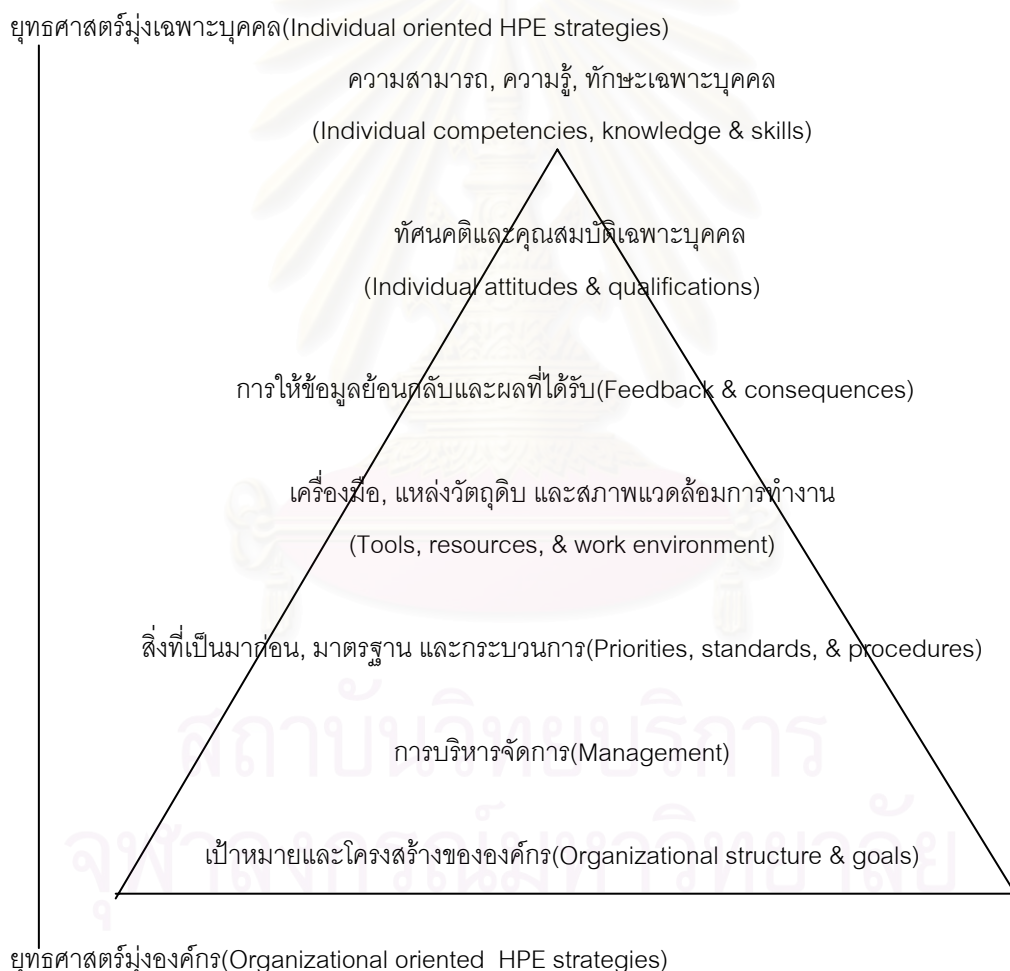 ยุทธศาสตร์มุ่งเฉพาะบุคคล(Individual oriented HPE strategies)
ความสามารถ, ความรู้, ทักษะเฉพาะบุคคล
(Individual competencies, knowledge & skills)
ทัศนคติและคุณสมบัติเฉพาะบุคคล
(Individual attitudes & qualifications)
การให้ข้อมูลย้อนกลับและผลที่ได้รับ(Feedback & consequences)
เครื่องมือ, แหล่งวัตถุดิบ และสภาพแวดล้อมการทำงาน
(Tools, resources, & work environment)
สิ่งที่เป็นมาก่อน, มาตรฐาน และกระบวนการ(Priorities, standards, & procedures)
สถาบันวิทยบริการ
การบริหารจัดการ(Management)
จุฬาลงกรณ์มหาวิทยาลัย
เป้าหมายและโครงสร้างขององค์กร(Organizational structure & goals)
ยุทธศาสตร์มุ่งองค์กร(Organizational oriented  HPE strategies)